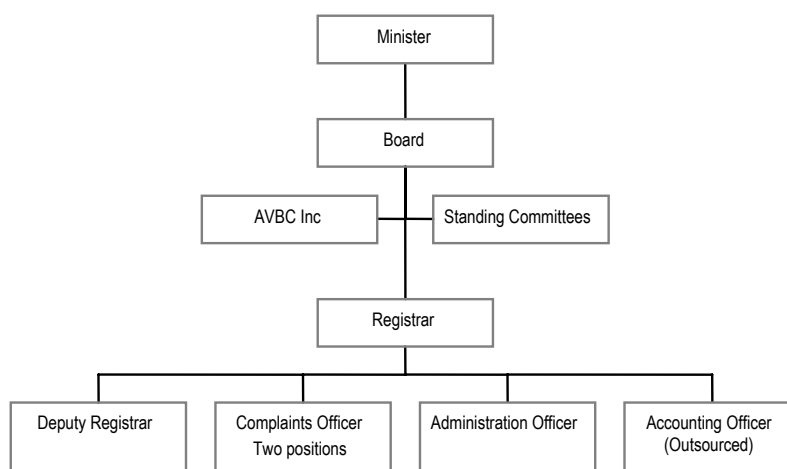 Minister
Board
AVBC Inc
Standing Committees
Registrar
Deputy Registrar
Complaints Officer
Two positions
Administration Officer
Accounting Officer
(Outsourced)